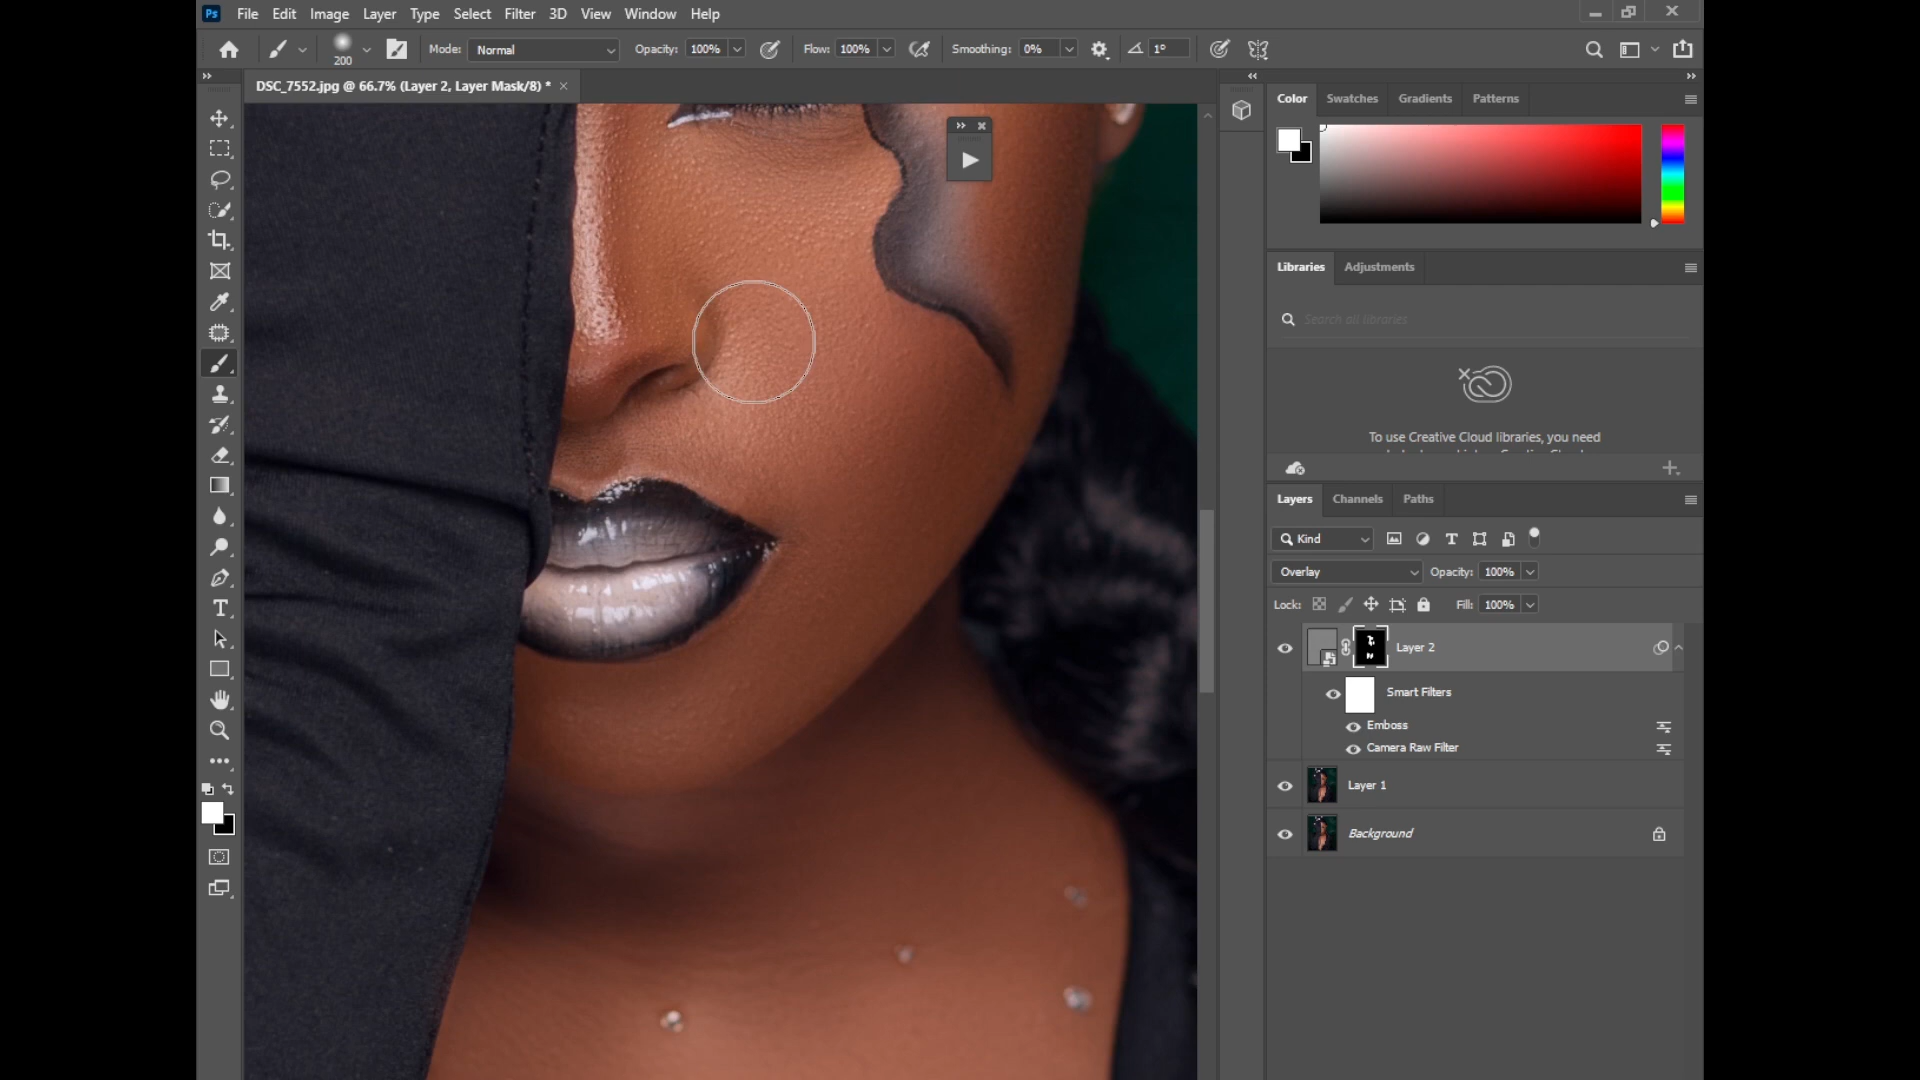 Ps File Edit Image Layer Type Select Filter 3D View Window Help
200 Mode: Normal Opacity: 100% Flow: 100% Smoothing: 0% 1°
DSC_7552.jpg @ 66.7% (Layer 2, Layer Mask/8) *
Color Swatches Gradients Patterns
Libraries Adjustments
Search all libraries
To use Creative Cloud libraries, you need
Layers Channels Paths
Kind
Overlay Opacity: 100%
Lock: Fill: 100%
Layer 2
Smart Filters
Emboss
Camera Raw Filter
Layer 1
Background